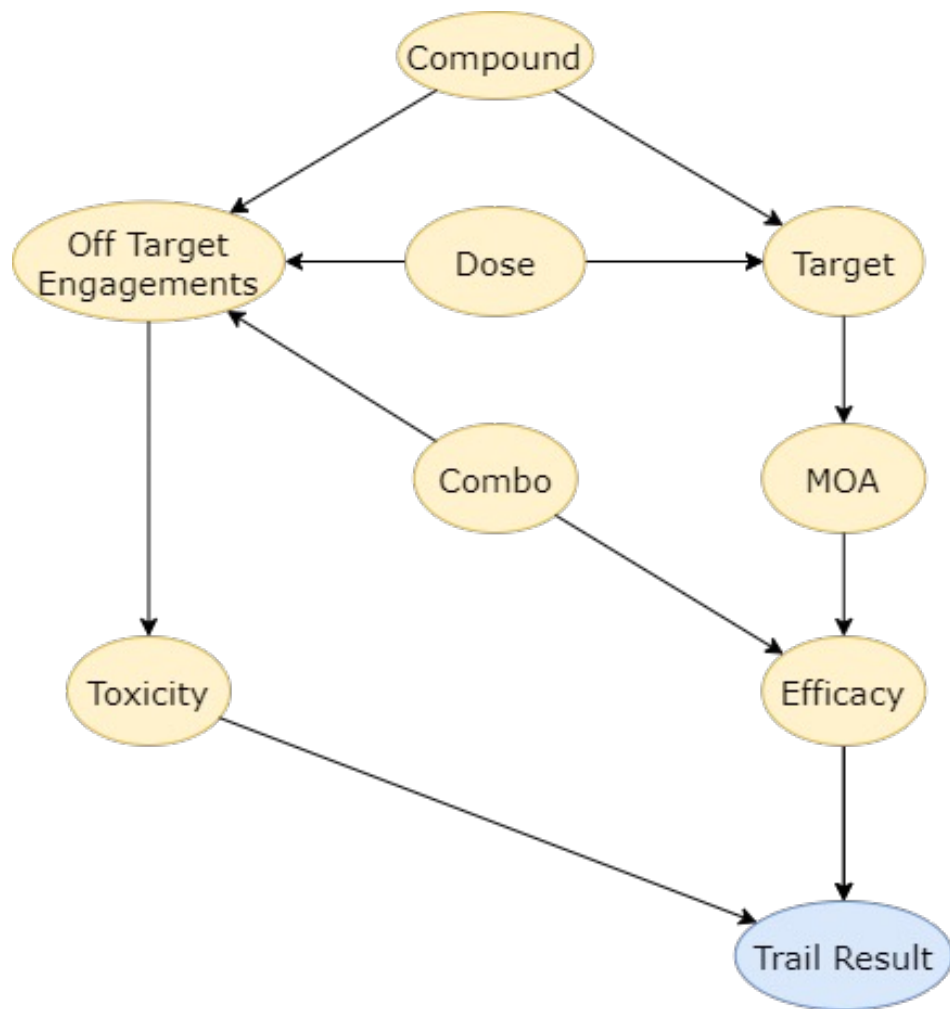 Compound
Off Target
Engagements
Dose
Target
Combo
MOA
Toxicity
Efficacy
Trail Result